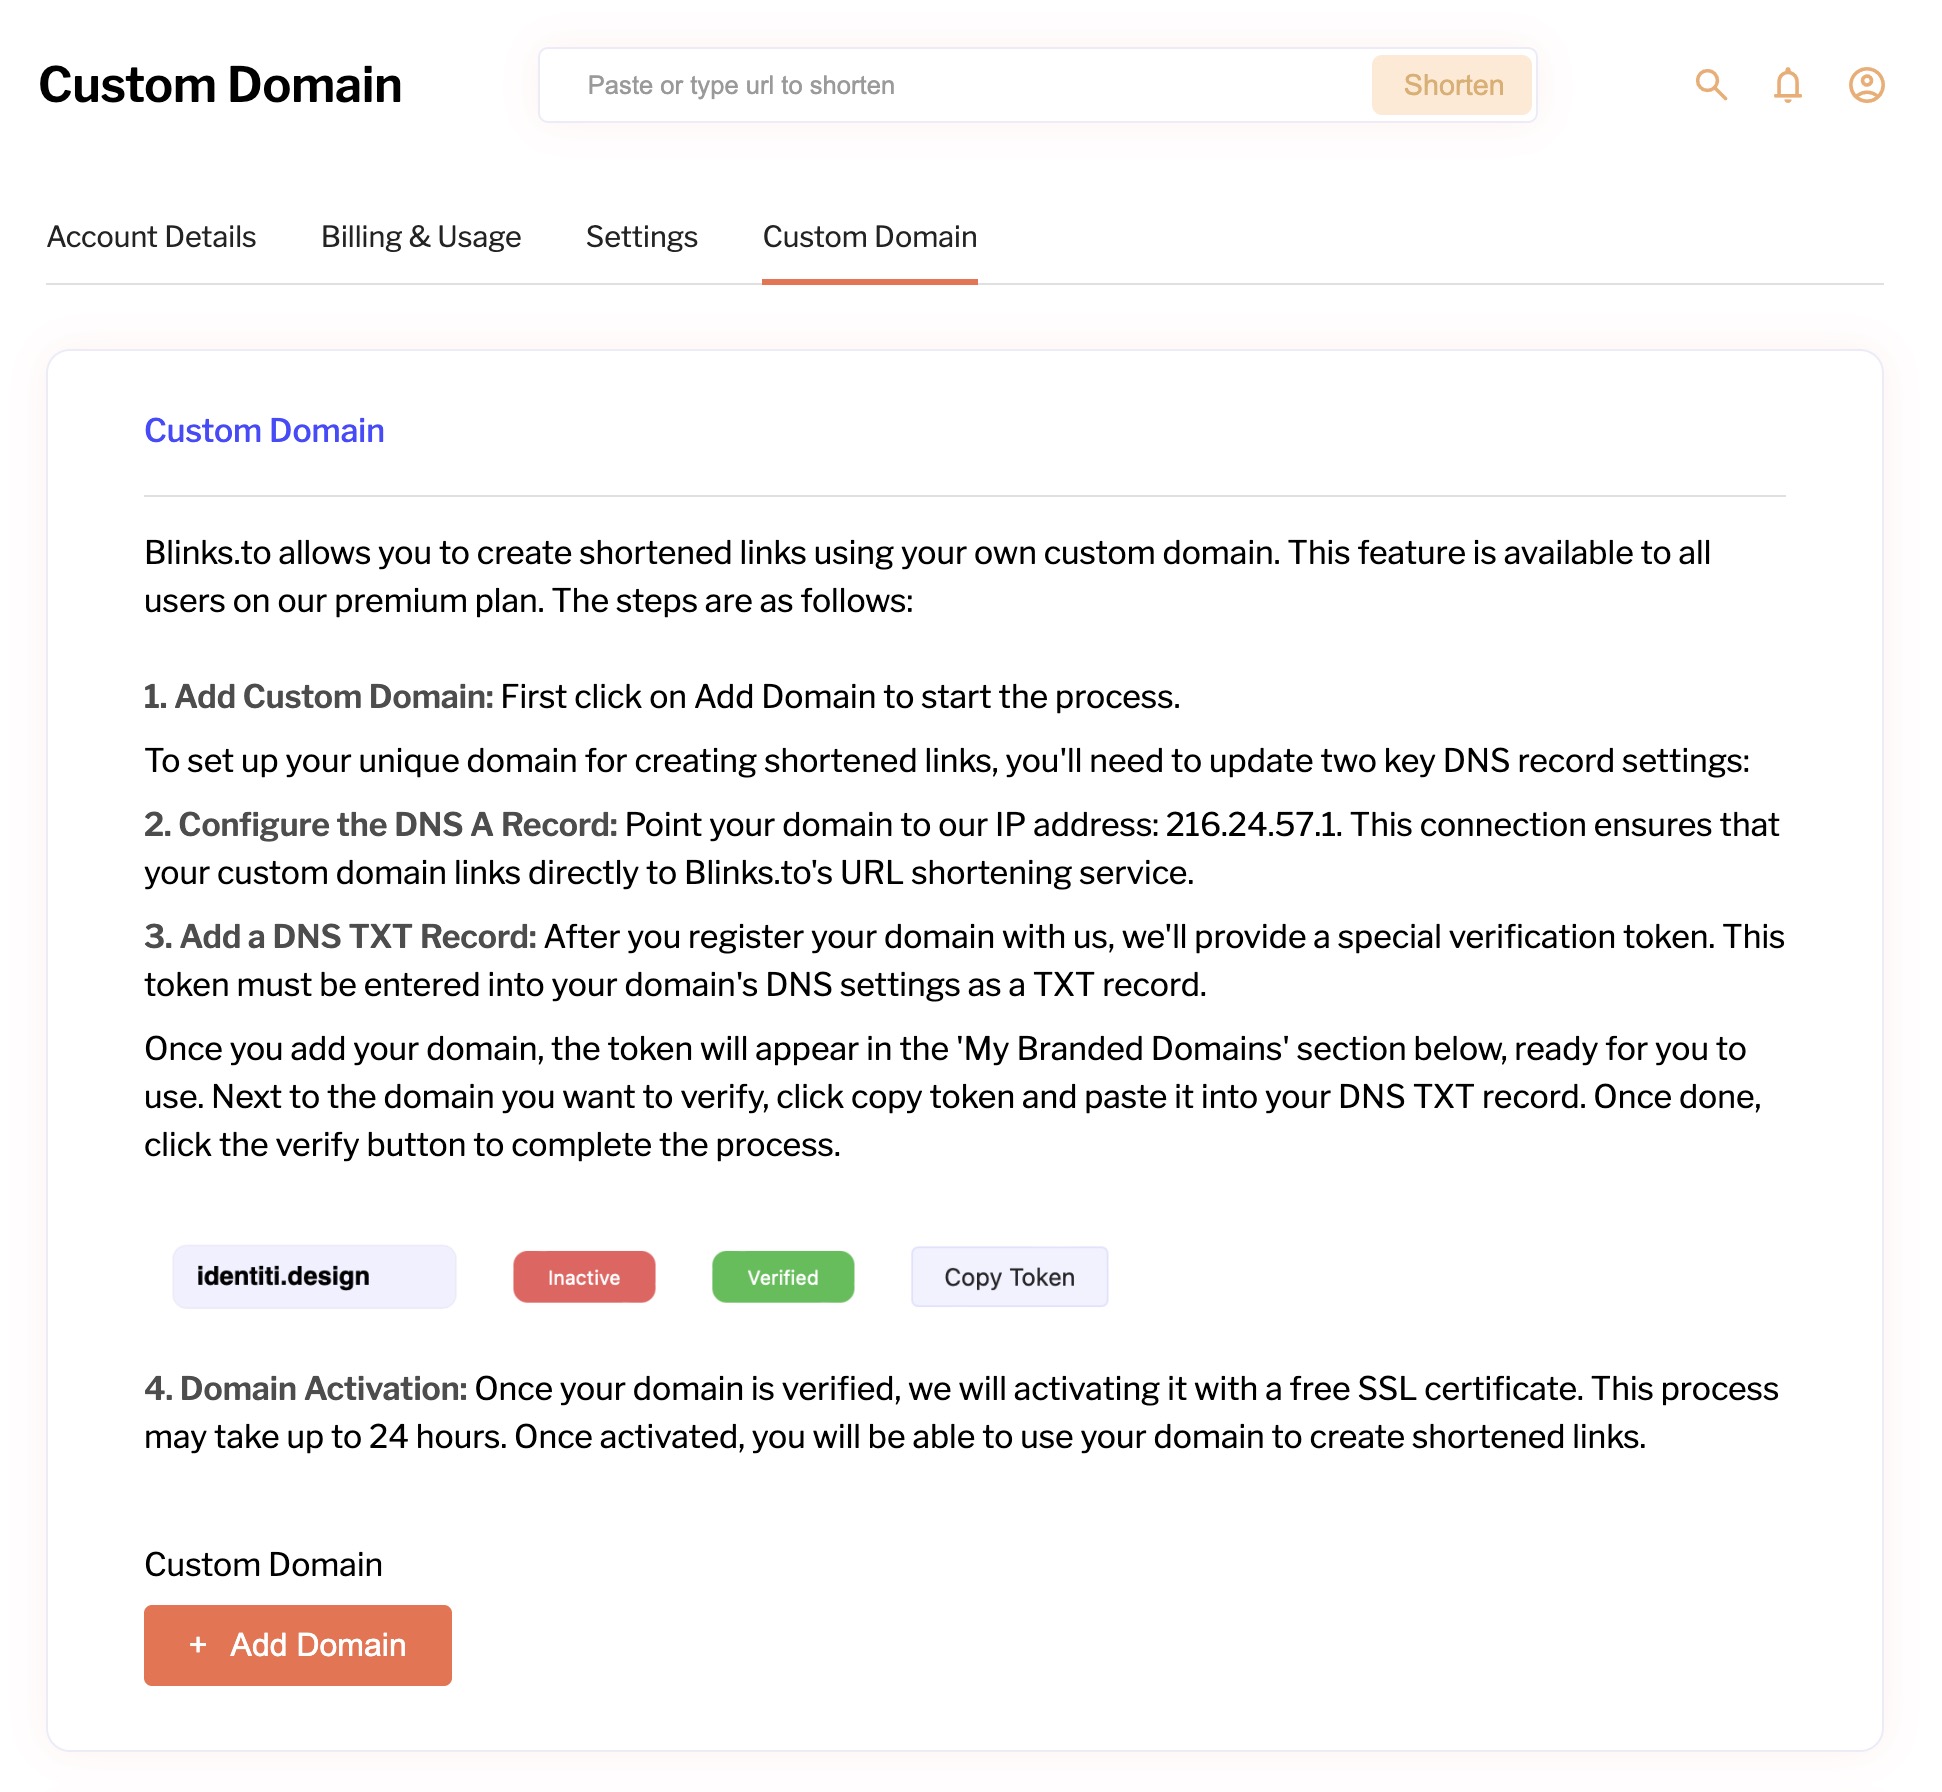 Custom Domain
Paste or type url to shorten
Shorten
Account Details
Billing & Usage
Settings
Custom Domain
Custom Domain
Blinks.to allows you to create shortened links using your own custom domain. This feature is available to all
users on our premium plan. The steps are as follows:
1. Add Custom Domain: First click on Add Domain to start the process.
To set up your unique domain for creating shortened links, you'll need to update two key DNS record settings:
2. Configure the DNS A Record: Point your domain to our IP address: 216.24.57.1. This connection ensures that
your custom domain links directly to Blinks.to's URL shortening service.
3. Add a DNS TXT Record: After you register your domain with us, we'll provide a special verification token. This
token must be entered into your domain's DNS settings as a TXT record.
Once you add your domain, the token will appear in the 'My Branded Domains' section below, ready for you to
use. Next to the domain you want to verify, click copy token and paste it into your DNS TXT record. Once done,
click the verify button to complete the process.
identiti.design
Inactive
Verified
Copy Token
4. Domain Activation: Once your domain is verified, we will activating it with a free SSL certificate. This process
may take up to 24 hours. Once activated, you will be able to use your domain to create shortened links.
Custom Domain
+ Add Domain